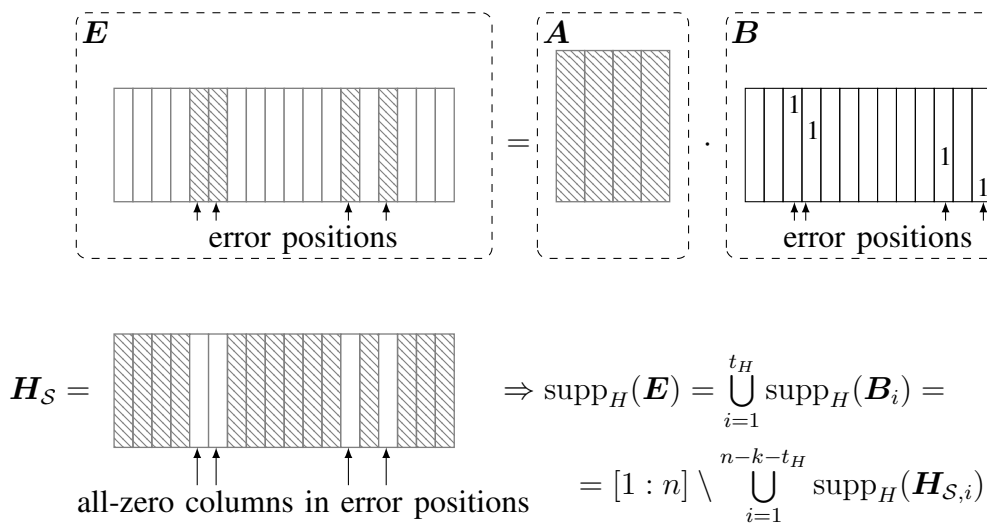 E A B
1
1
1
1
= ·
error positions error positions
H_S = ⇒ supp_H(E) = ⋃_{i=1}^{t_H} supp_H(B_i) =
all-zero columns in error positions = [1 : n] \ ⋃_{i=1}^{n−k−t_H} supp_H(H_{S,i})